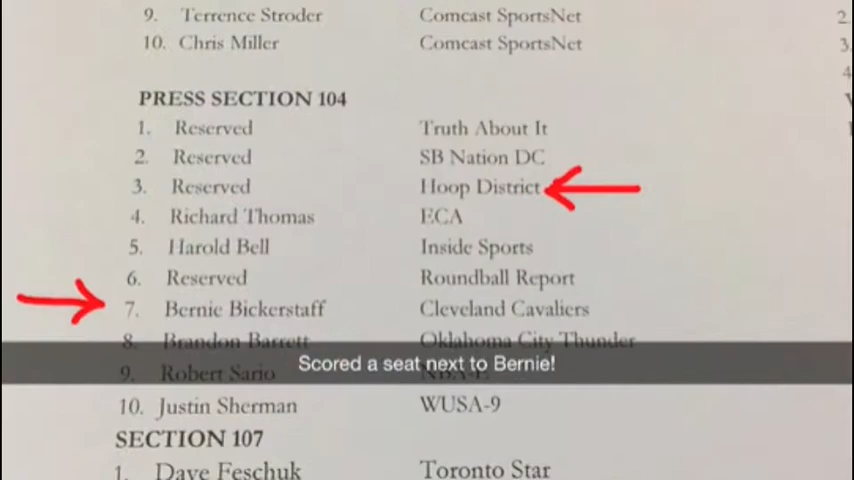 9. Terrence Stroder Comcast SportsNet
10. Chris Miller Comcast SportsNet
2.
3.
4
PRESS SECTION 104
1. Reserved Truth About It
2. Reserved SB Nation DC
3. Reserved Hoop District
4. Richard Thomas ECA
5. Harold Bell Inside Sports
6. Reserved Roundball Report
7. Bernie Bickerstaff Cleveland Cavaliers
8. Brandon Barrett Oklahoma City Thunder
Scored a seat next to Bernie!
9. Robert Sario
10. Justin Sherman WUSA-9
SECTION 107
1. Dave Feschuk Toronto Star